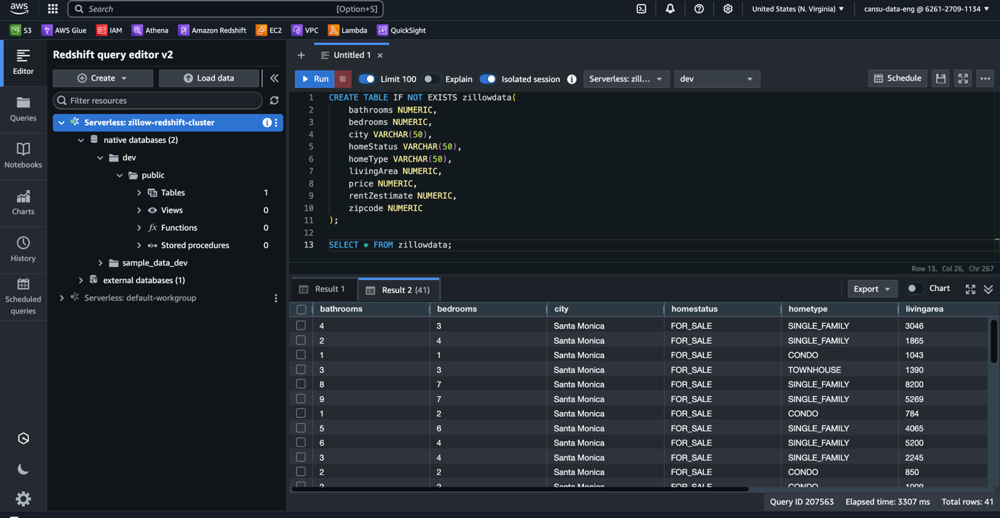 aws Search [Option+S] United States (N. Virginia) ▼ cansu-data-eng @ 6261-2709-1134 ▼
S3 AWS Glue IAM Athena Amazon Redshift EC2 VPC Lambda QuickSight
Editor
Queries
Notebooks
Charts
History
Scheduled
queries
Redshift query editor v2
Create Load data
Filter resources
Serverless: zillow-redshift-cluster
native databases (2)
dev
public
Tables 1
Views 0
fx Functions 0
Stored procedures 0
sample_data_dev
external databases (1)
Serverless: default-workgroup
Untitled 1
Run Limit 100 Explain Isolated session Serverless: zill... dev Schedule
1 CREATE TABLE IF NOT EXISTS zillowdata(
2 bathrooms NUMERIC,
3 bedrooms NUMERIC,
4 city VARCHAR(50),
5 homeStatus VARCHAR(50),
6 homeType VARCHAR(50),
7 livingArea NUMERIC,
8 price NUMERIC,
9 rentZestimate NUMERIC,
10 zipcode NUMERIC
11 );
12
13 SELECT * FROM zillowdata;
Row 13, Col 26, Chr 267
Result 1 Result 2 (41) Export Chart
bathrooms bedrooms city homestatus hometype livingarea
4 3 Santa Monica FOR_SALE SINGLE_FAMILY 3046
2 4 Santa Monica FOR_SALE SINGLE_FAMILY 1865
1 1 Santa Monica FOR_SALE CONDO 1043
3 3 Santa Monica FOR_SALE TOWNHOUSE 1390
8 7 Santa Monica FOR_SALE SINGLE_FAMILY 8200
9 7 Santa Monica FOR_SALE SINGLE_FAMILY 5269
1 2 Santa Monica FOR_SALE CONDO 784
5 6 Santa Monica FOR_SALE SINGLE_FAMILY 4065
6 4 Santa Monica FOR_SALE SINGLE_FAMILY 5200
3 4 Santa Monica FOR_SALE SINGLE_FAMILY 2245
2 2 Santa Monica FOR_SALE CONDO 850
2 2 Santa Monica FOR_SALE CONDO 1009
Query ID 207563 Elapsed time: 3307 ms Total rows: 41